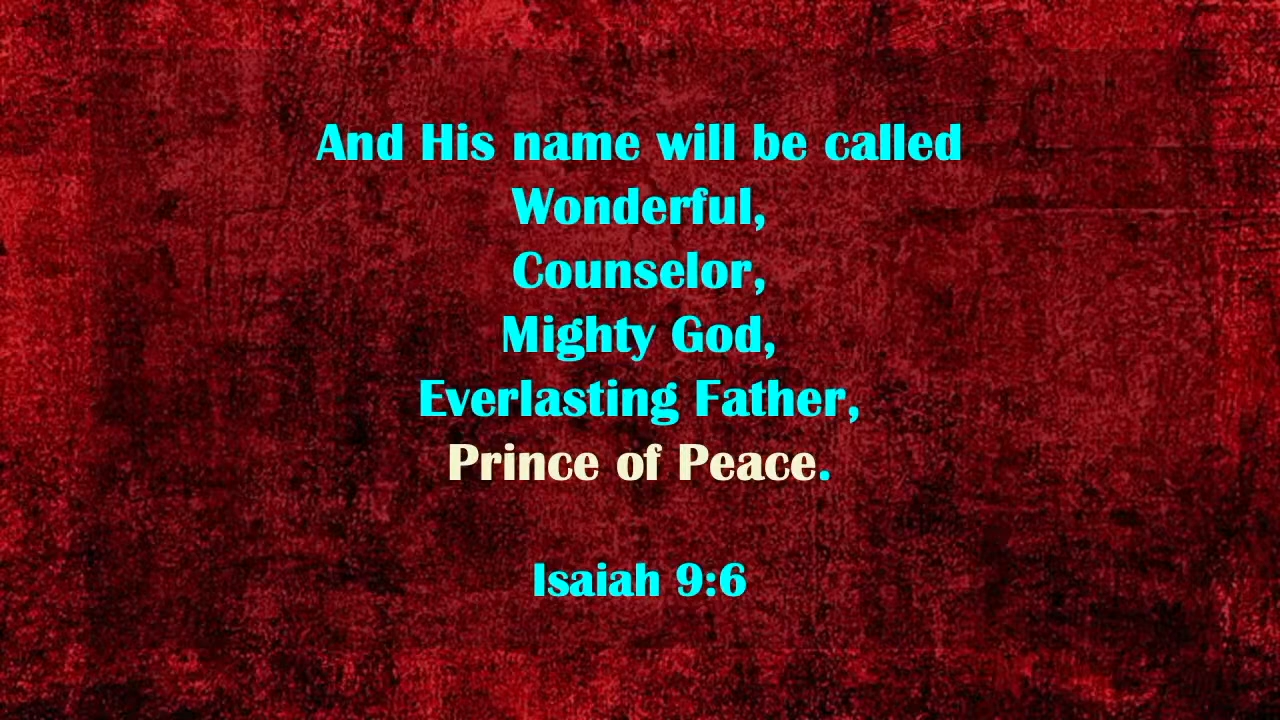 And His name will be called
Wonderful,
Counselor,
Mighty God,
Everlasting Father,
Prince of Peace.
Isaiah 9:6